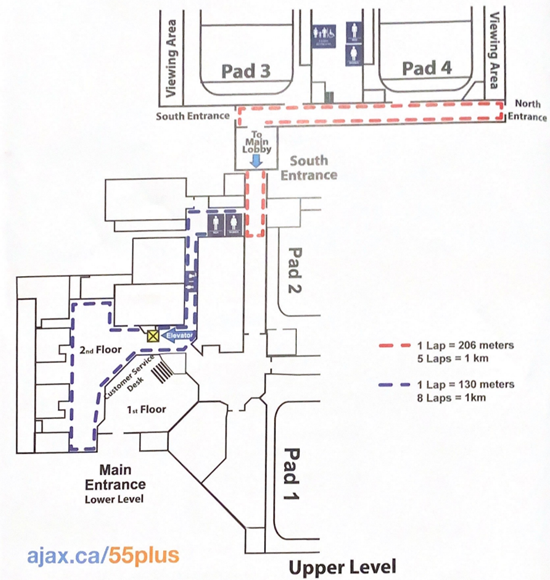 Viewing Area
Pad 3
Pad 4
Viewing Area
South Entrance
North
Entrance
To
Main
Lobby
South
Entrance
Pad 2
Elevator
2nd Floor
Customer Service
Desk
1st Floor
1 Lap = 206 meters
5 Laps = 1 km
1 Lap = 130 meters
8 Laps = 1km
Main
Entrance
Lower Level
Pad 1
ajax.ca/55plus
Upper Level